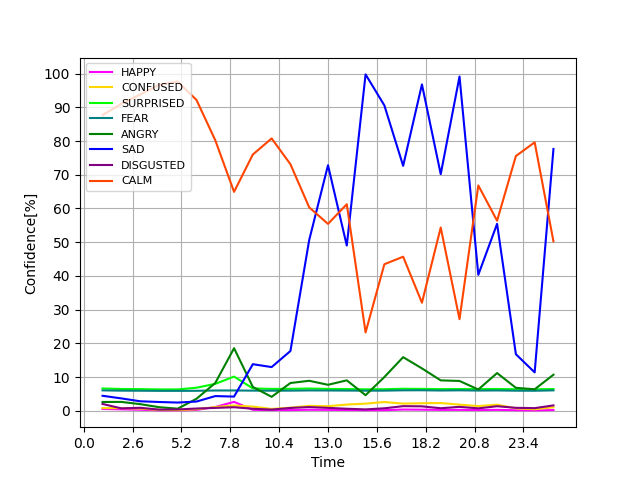 100
90
80
70
60
50
40
30
20
10
0
Confidence[%]
HAPPY
CONFUSED
SURPRISED
FEAR
ANGRY
SAD
DISGUSTED
CALM
0.0 2.6 5.2 7.8 10.4 13.0 15.6 18.2 20.8 23.4
Time